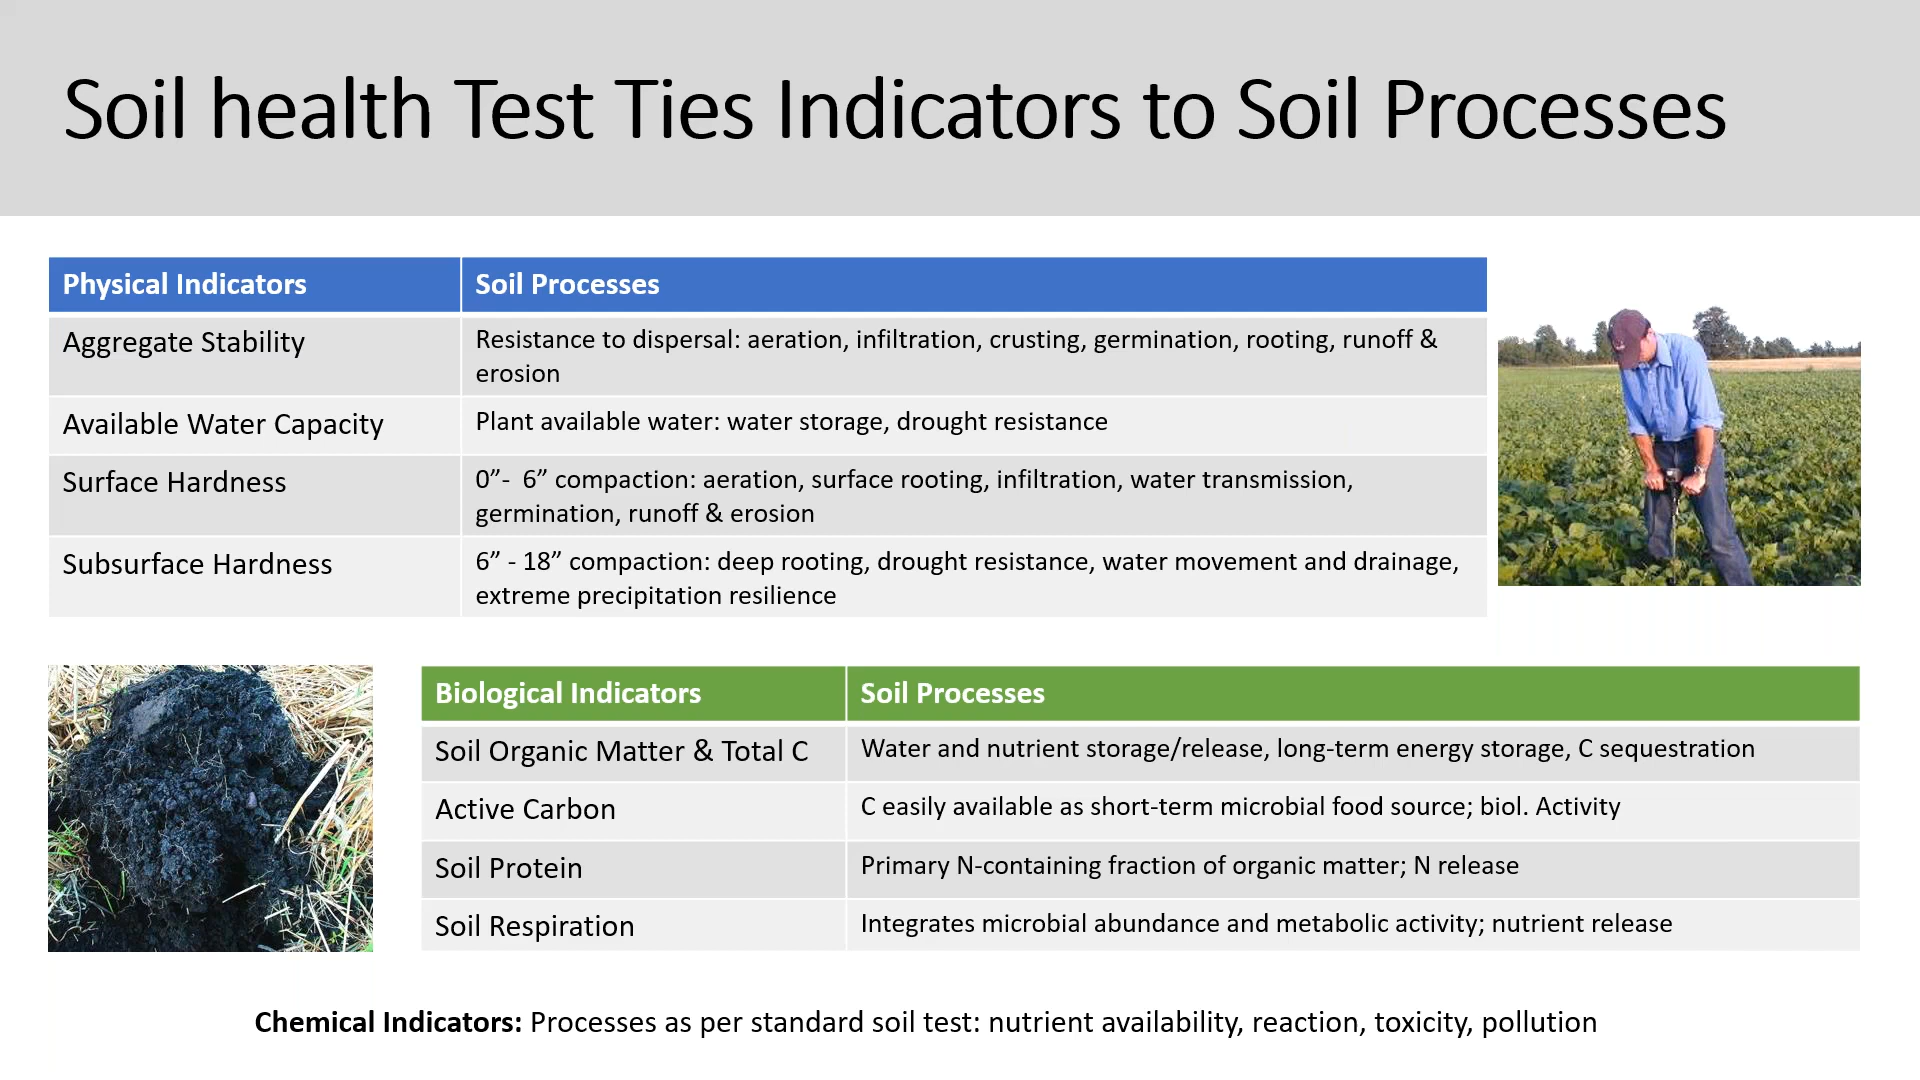 Soil health Test Ties Indicators to Soil Processes
Physical Indicators
Soil Processes
Aggregate Stability
Resistance to dispersal: aeration, infiltration, crusting, germination, rooting, runoff &
erosion
Available Water Capacity
Plant available water: water storage, drought resistance
Surface Hardness
0”-  6” compaction: aeration, surface rooting, infiltration, water transmission,
germination, runoff & erosion
Subsurface Hardness
6” - 18” compaction: deep rooting, drought resistance, water movement and drainage,
extreme precipitation resilience
Biological Indicators
Soil Processes
Soil Organic Matter & Total C
Water and nutrient storage/release, long-term energy storage, C sequestration
Active Carbon
C easily available as short-term microbial food source; biol. Activity
Soil Protein
Primary N-containing fraction of organic matter; N release
Soil Respiration
Integrates microbial abundance and metabolic activity; nutrient release
Chemical Indicators: Processes as per standard soil test: nutrient availability, reaction, toxicity, pollution